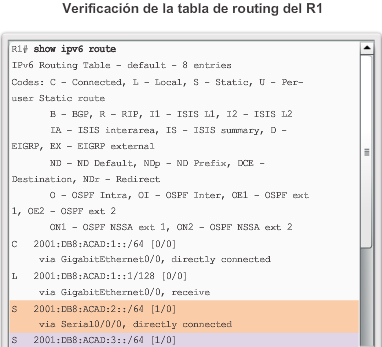 Verificación de la tabla de routing del R1
R1# show ipv6 route
IPv6 Routing Table - default - 8 entries
Codes: C - Connected, L - Local, S - Static, U - Per-
user Static route
B - BGP, R - RIP, I1 - ISIS L1, I2 - ISIS L2
IA - ISIS interarea, IS - ISIS summary, D -
EIGRP, EX - EIGRP external
ND - ND Default, NDp - ND Prefix, DCE -
Destination, NDr - Redirect
O - OSPF Intra, OI - OSPF Inter, OE1 - OSPF ext
1, OE2 - OSPF ext 2
ON1 - OSPF NSSA ext 1, ON2 - OSPF NSSA ext 2
C 2001:DB8:ACAD:1::/64 [0/0]
via GigabitEthernet0/0, directly connected
L 2001:DB8:ACAD:1::1/128 [0/0]
via GigabitEthernet0/0, receive
S 2001:DB8:ACAD:2::/64 [1/0]
via Serial0/0/0, directly connected
S 2001:DB8:ACAD:3::/64 [1/0]